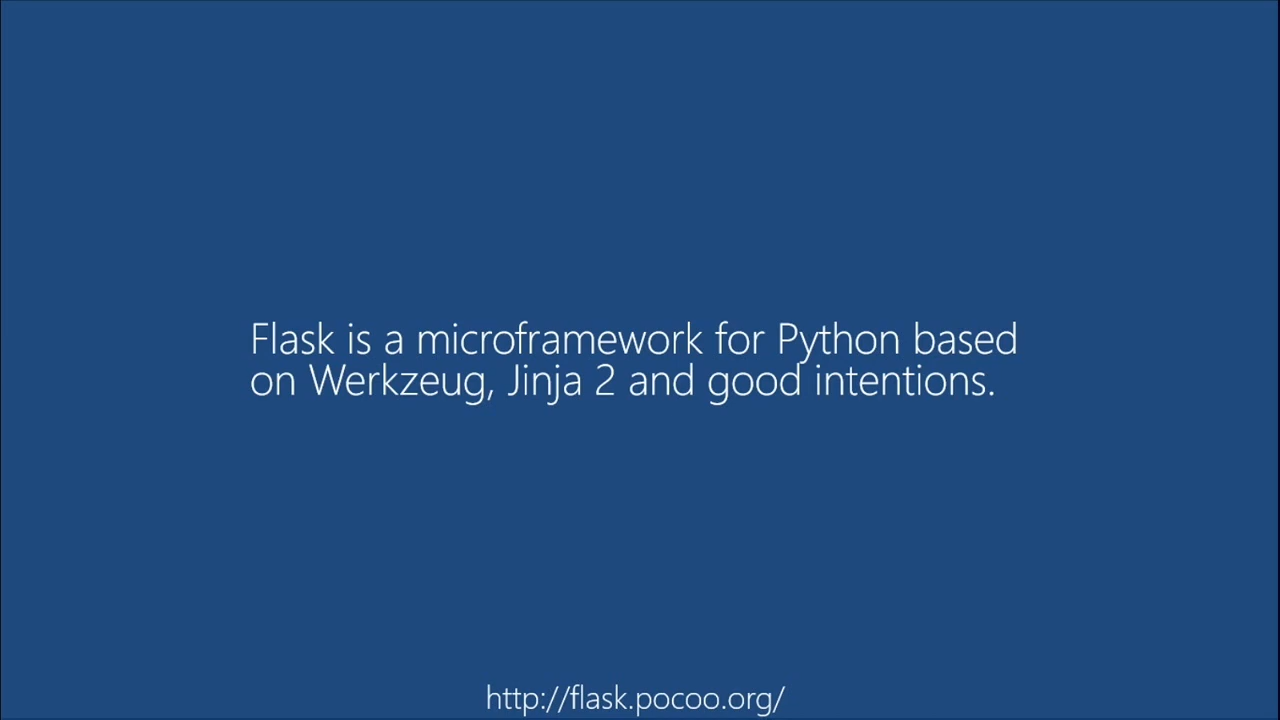 Flask is a microframework for Python based
on Werkzeug, Jinja 2 and good intentions.
http://flask.pocoo.org/